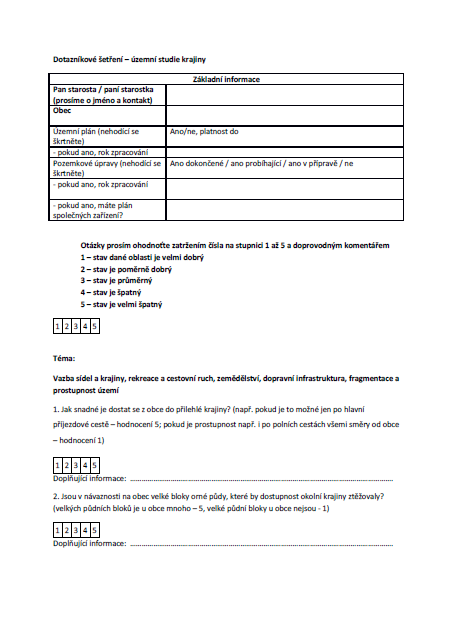 Dotazníkové šetření – územní studie krajiny
Základní informace
Pan starosta / paní starostka
(prosíme o jméno a kontakt)
Obec
Územní plán (nehodící se
škrtněte)
Ano/ne, platnost do
- pokud ano, rok zpracování
Pozemkové úpravy (nehodící se
škrtněte)
Ano dokončené / ano probíhající / ano v přípravě / ne
- pokud ano, rok zpracování
- pokud ano, máte plán
společných zařízení?
Otázky prosím ohodnoťte zatržením čísla na stupnici 1 až 5 a doprovodným komentářem
1 – stav dané oblasti je velmi dobrý
2 – stav je poměrně dobrý
3 – stav je průměrný
4 – stav je špatný
5 – stav je velmi špatný
1 2 3 4 5
Téma:
Vazba sídel a krajiny, rekreace a cestovní ruch, zemědělství, dopravní infrastruktura, fragmentace a
prostupnost území
1. Jak snadné je dostat se z obce do přilehlé krajiny? (např. pokud je to možné jen po hlavní
příjezdové cestě – hodnocení 5; pokud je prostupnost např. i po polních cestách všemi směry od obce
– hodnocení 1)
1 2 3 4 5
Doplňující informace: ……………………………………………………………………………………
2. Jsou v návaznosti na obec velké bloky orné půdy, které by dostupnost okolní krajiny ztěžovaly?
(velkých půdních bloků je u obce mnoho – 5, velké půdní bloky u obce nejsou - 1)
1 2 3 4 5
Doplňující informace: ……………………………………………………………………………………